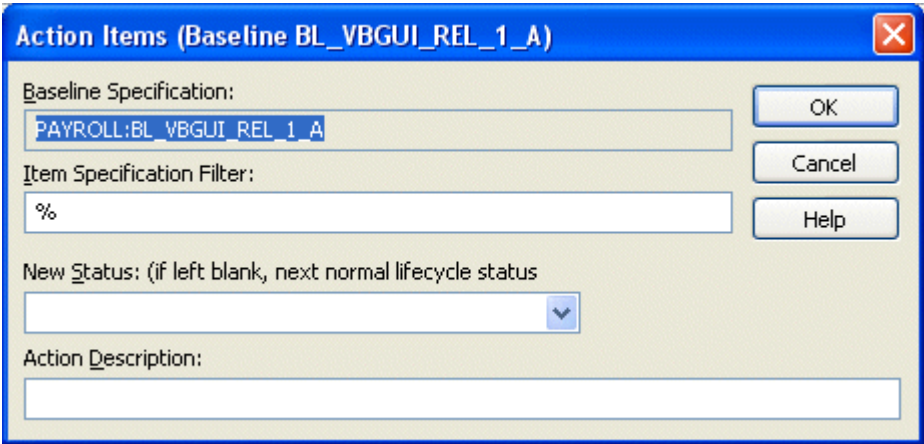 Action Items (Baseline BL_VBGUI_REL_1_A)
Baseline Specification:
PAYROLL:BL_VBGUI_REL_1_A
OK
Item Specification Filter:
Cancel
%
Help
New Status: (if left blank, next normal lifecycle status
Action Description: